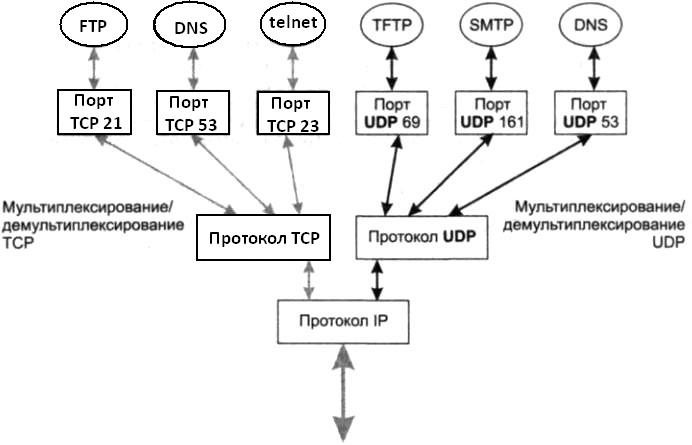 FTP
DNS
telnet
TFTP
SMTP
DNS
Порт
TCP 21
Порт
TCP 53
Порт
TCP 23
Порт
UDP 69
Порт
UDP 161
Порт
UDP 53
Мультиплексирование/
демультиплексирование
TCP
Протокол TCP
Протокол UDP
Мультиплексирование/
демультиплексирование
UDP
Протокол IP